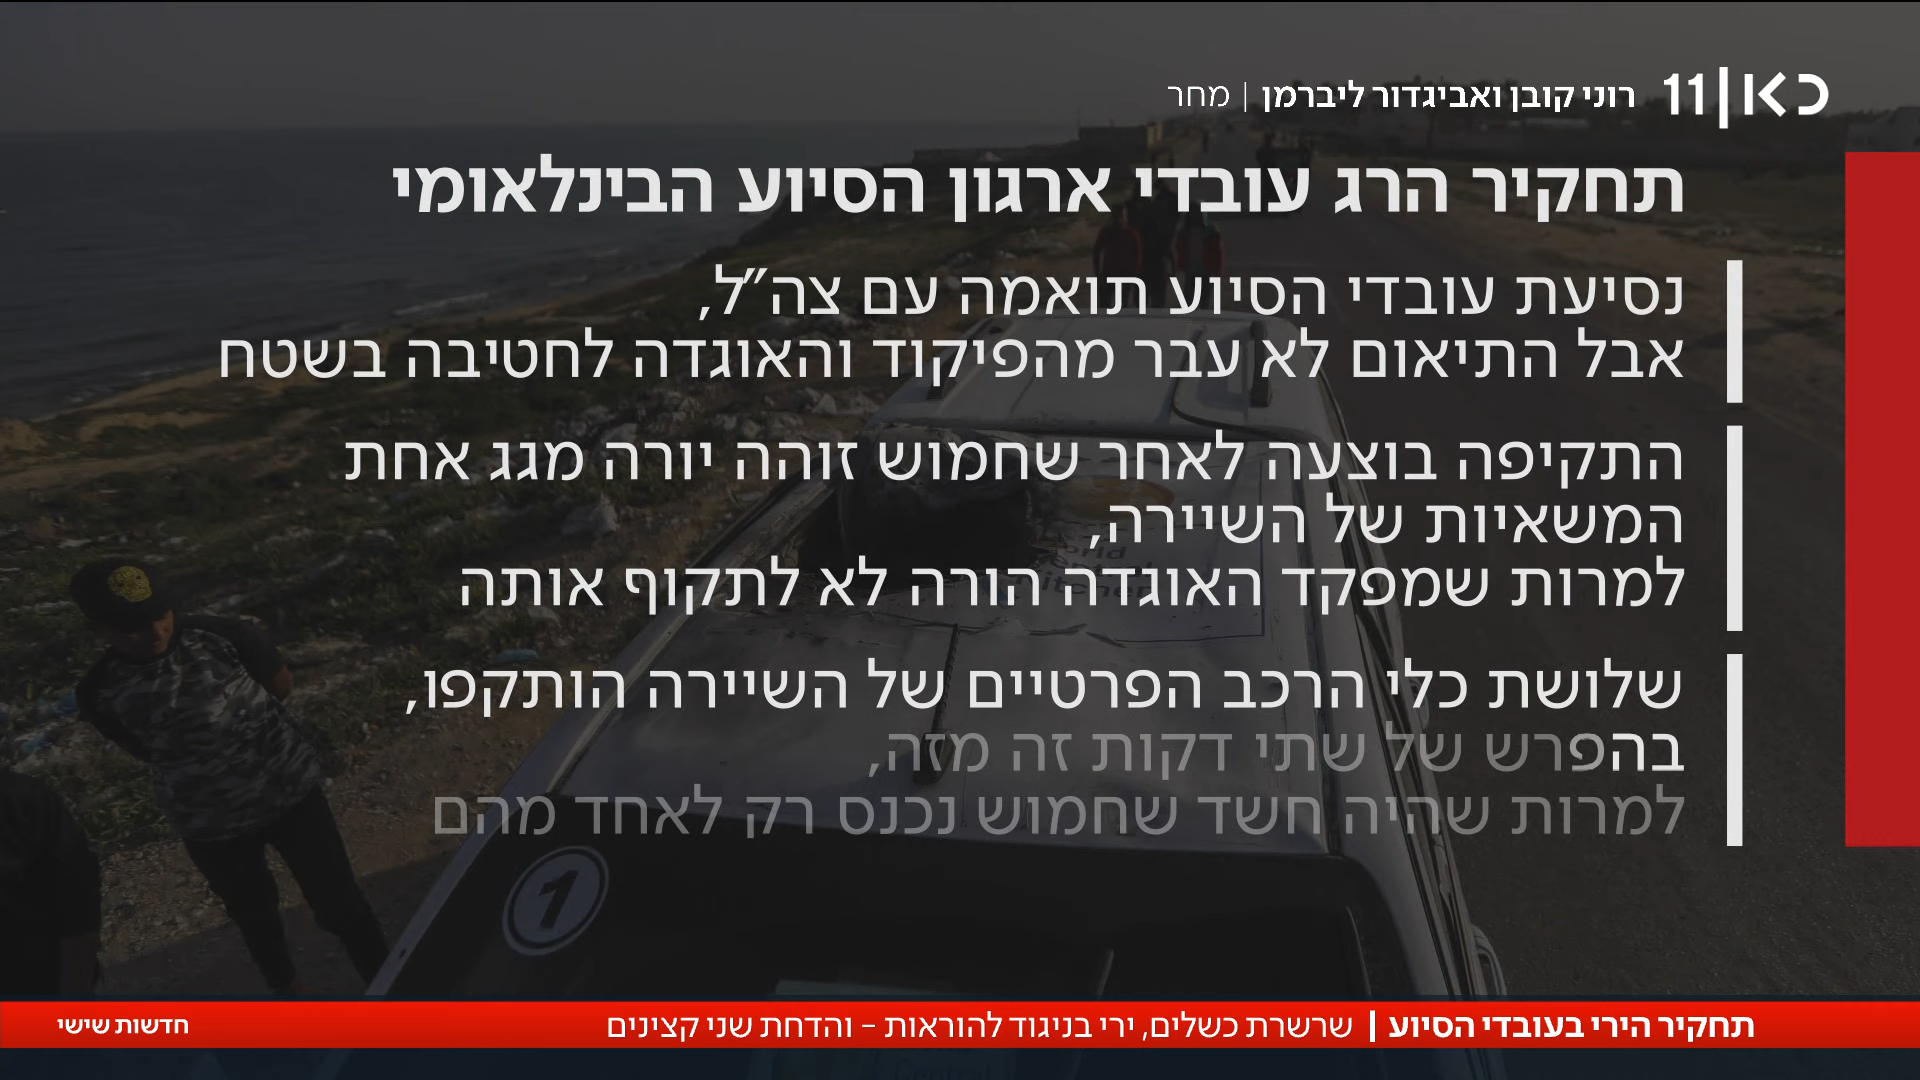 כאן|11 רוני קובן ואביגדור ליברמן | מחר
תחקיר הרג עובדי ארגון הסיוע הבינלאומי
נסיעת עובדי הסיוע תואמה עם צה״ל,
אבל התיאום לא עבר מהפיקוד והאוגדה לחטיבה בשטח
התקיפה בוצעה לאחר שחמוש זוהה יורה מגג אחת
המשאיות של השיירה,
למרות שמפקד האוגדה הורה לא לתקוף אותה
שלושת כלי הרכב הפרטיים של השיירה הותקפו,
בהפרש של שתי דקות זה מזה,
למרות שהיה חשד שחמוש נכנס רק לאחד מהם
1
תחקיר הירי בעובדי הסיוע | שרשרת כשלים, ירי בניגוד להוראות – והדחת שני קצינים
חדשות שישי